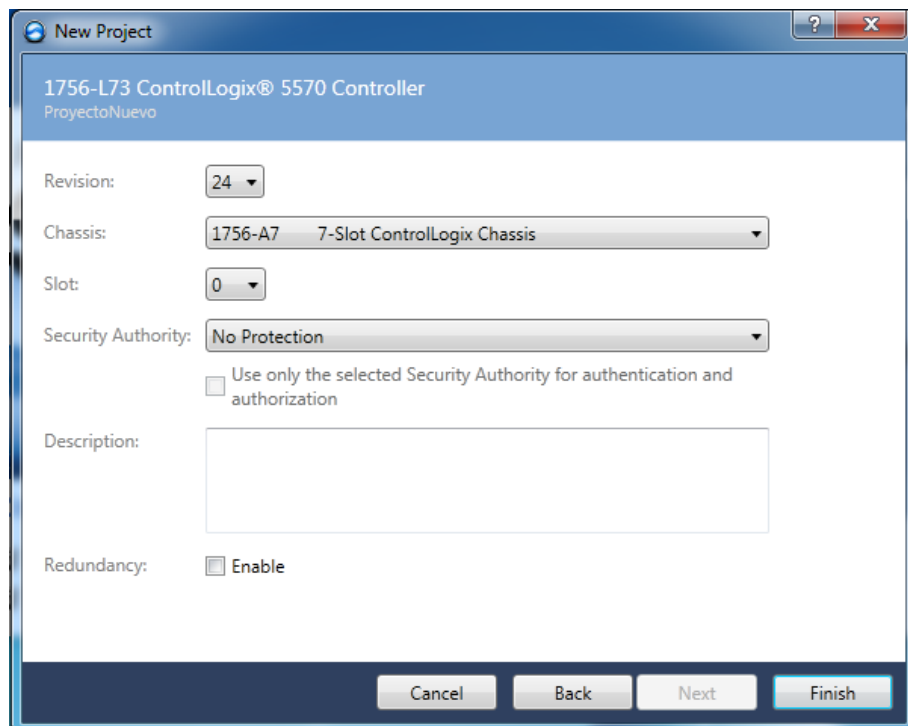 New Project
?
X
1756-L73 ControlLogix® 5570 Controller
ProyectoNuevo
Revision: 24
Chassis: 1756-A7 7-Slot ControlLogix Chassis
Slot: 0
Security Authority: No Protection
Use only the selected Security Authority for authentication and
authorization
Description:
Redundancy: Enable
Cancel Back Next Finish